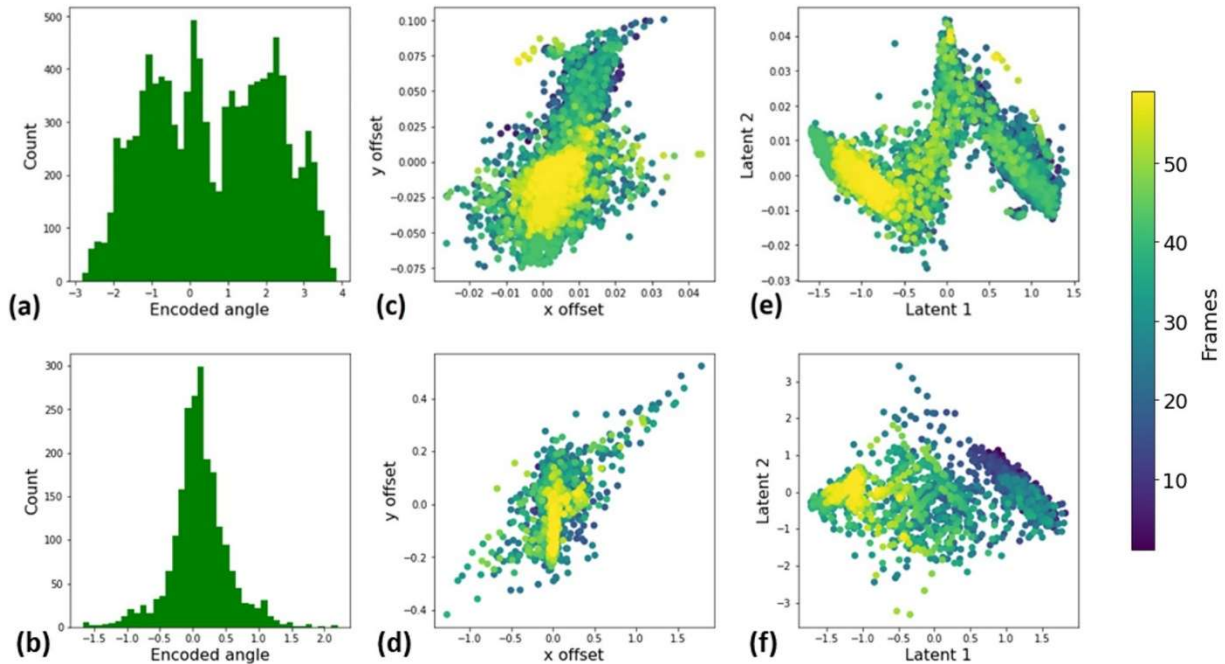 500
400
300
200
100
0
Count
−3 −2 −1 0 1 2 3 4
Encoded angle
(a)
0.100
0.075
0.050
0.025
0.000
−0.025
−0.050
−0.075
y offset
−0.02 −0.01 0.00 0.01 0.02 0.03 0.04
x offset
(c)
0.04
0.03
0.02
0.01
0.00
−0.01
−0.02
−0.03
Latent 2
−1.5 −1.0 −0.5 0.0 0.5 1.0 1.5
Latent 1
(e)
300
250
200
150
100
50
0
Count
−1.5 −1.0 −0.5 0.0 0.5 1.0 1.5 2.0
Encoded angle
(b)
0.4
0.2
0.0
−0.2
−0.4
y offset
−1.0 −0.5 0.0 0.5 1.0 1.5
x offset
(d)
3
2
1
0
−1
−2
−3
Latent 2
−1.5 −1.0 −0.5 0.0 0.5 1.0 1.5
Latent 1
(f)
50
40
30
20
10
Frames